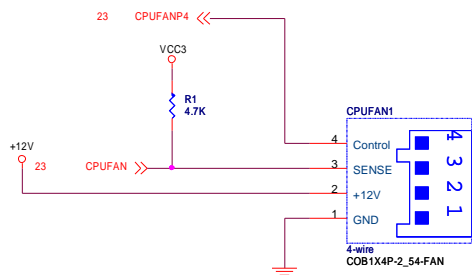 23 CPUFANP4
VCC3
R1
4.7K
CPUFAN1
+12V
23 CPUFAN
4 Control
3 SENSE
2 +12V
1 GND
4
3
2
1
4-wire
COB1X4P-2_54-FAN